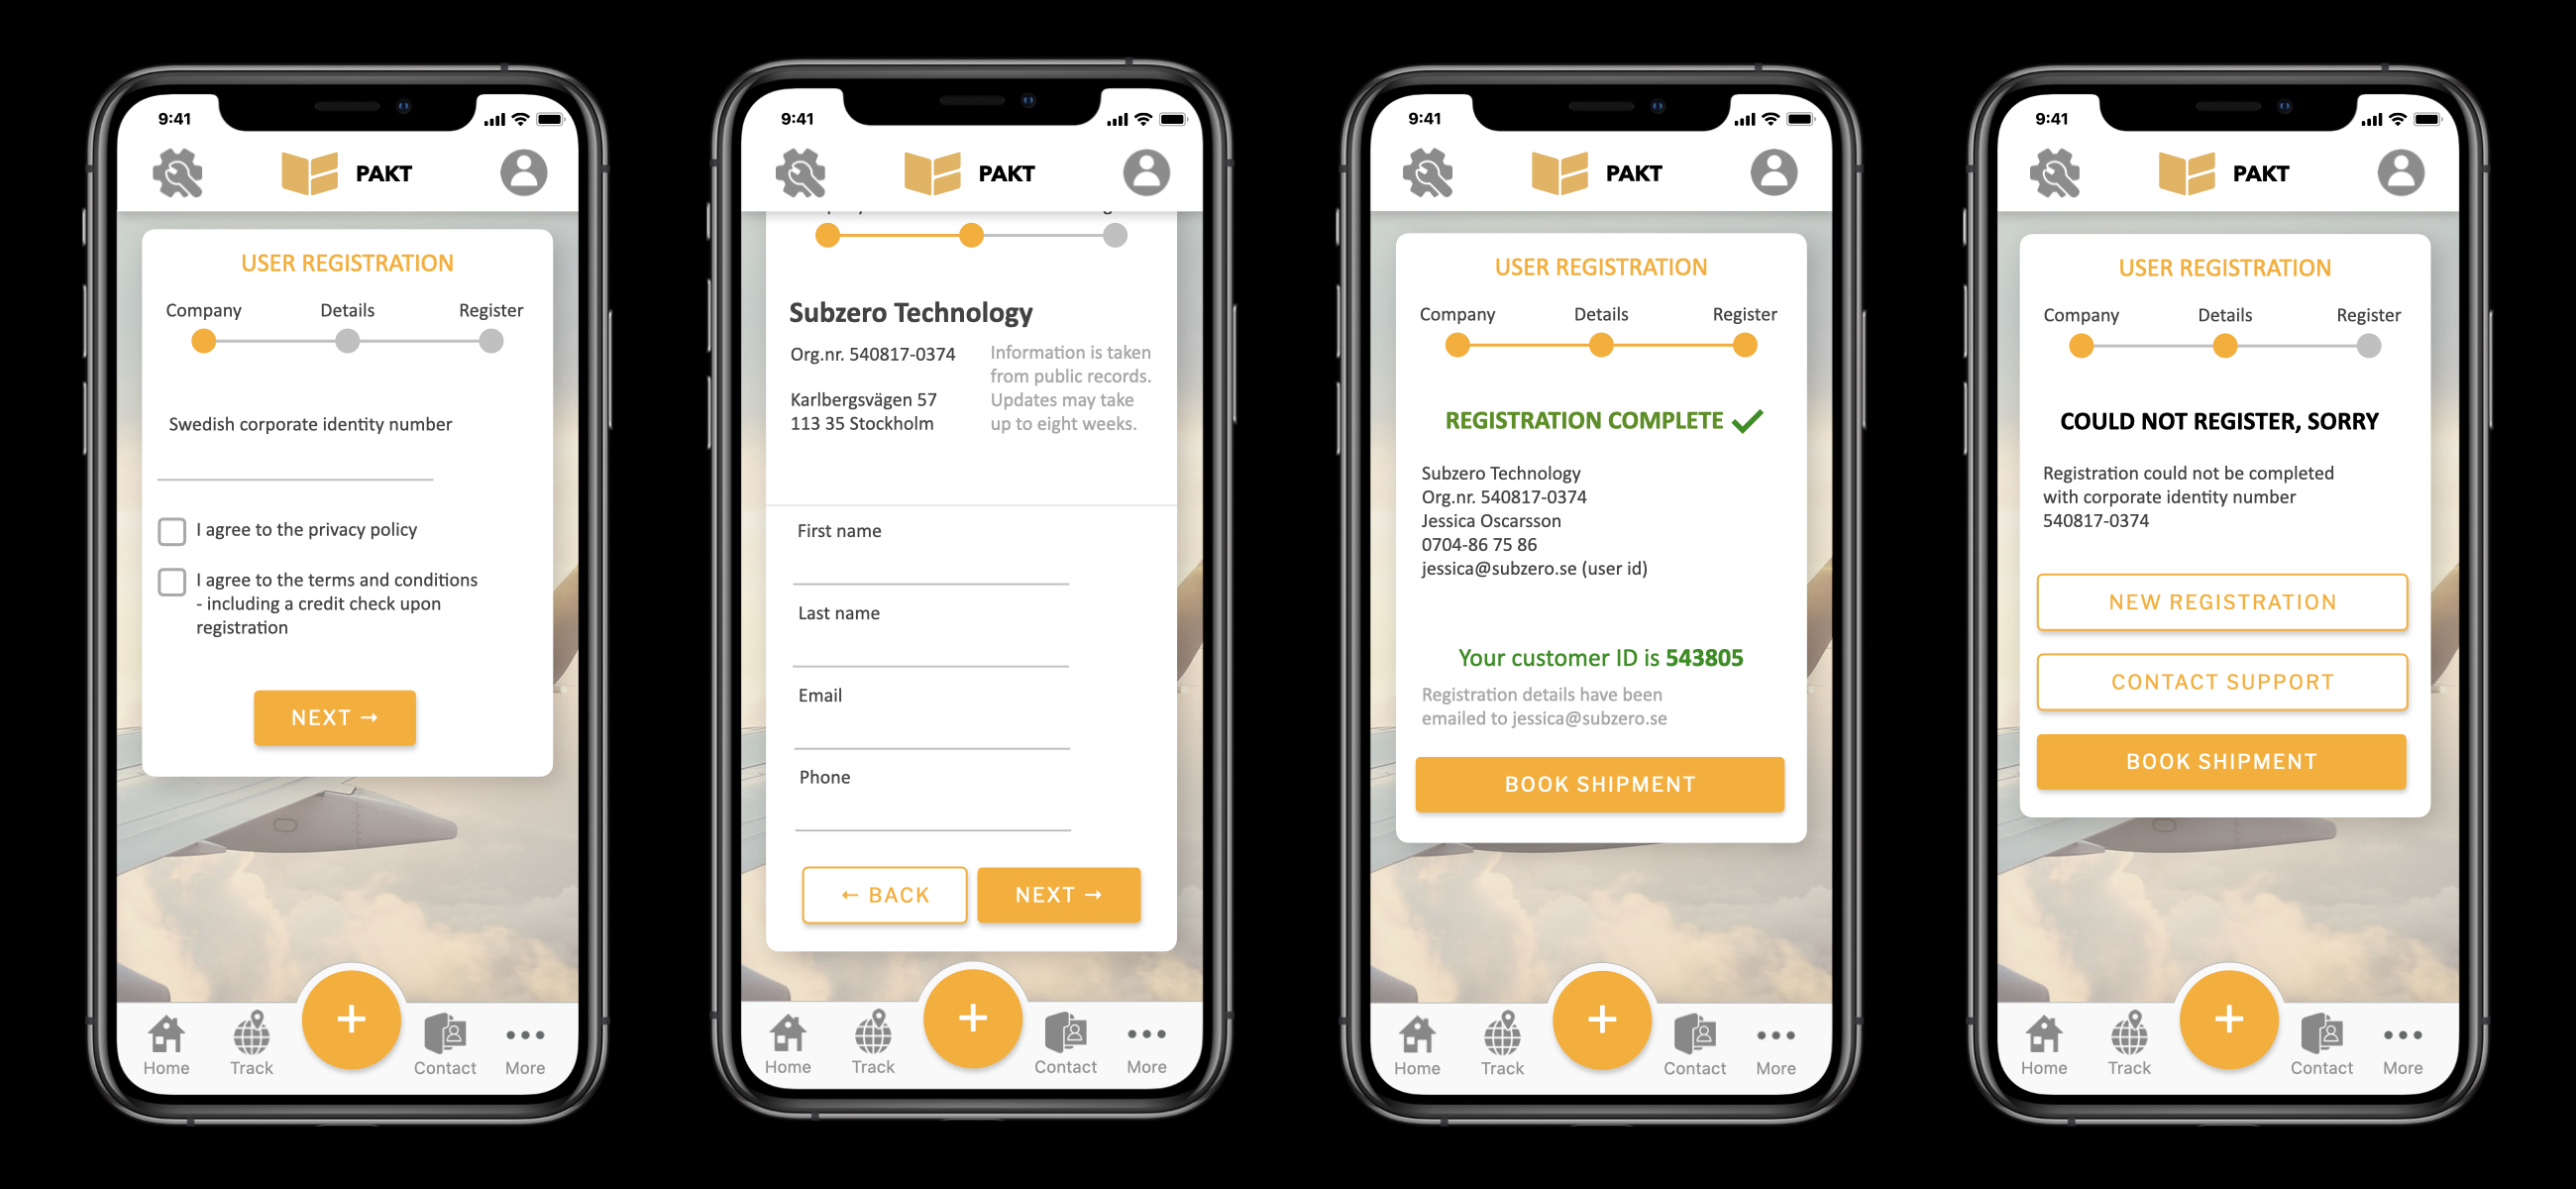 9:41
PAKT
USER REGISTRATION
Company Details Register
Swedish corporate identity number
I agree to the privacy policy
I agree to the terms and conditions
- including a credit check upon
registration
NEXT →
Home Track + Contact More
9:41
PAKT
Subzero Technology
Org.nr. 540817-0374
Karlbergsvägen 57
113 35 Stockholm
Information is taken
from public records.
Updates may take
up to eight weeks.
First name
Last name
Email
Phone
← BACK NEXT →
Home Track + Contact More
9:41
PAKT
USER REGISTRATION
Company Details Register
REGISTRATION COMPLETE ✓
Subzero Technology
Org.nr. 540817-0374
Jessica Oscarsson
0704-86 75 86
jessica@subzero.se (user id)
Your customer ID is 543805
Registration details have been
emailed to jessica@subzero.se
BOOK SHIPMENT
Home Track + Contact More
9:41
PAKT
USER REGISTRATION
Company Details Register
COULD NOT REGISTER, SORRY
Registration could not be completed
with corporate identity number
540817-0374
NEW REGISTRATION
CONTACT SUPPORT
BOOK SHIPMENT
Home Track + Contact More